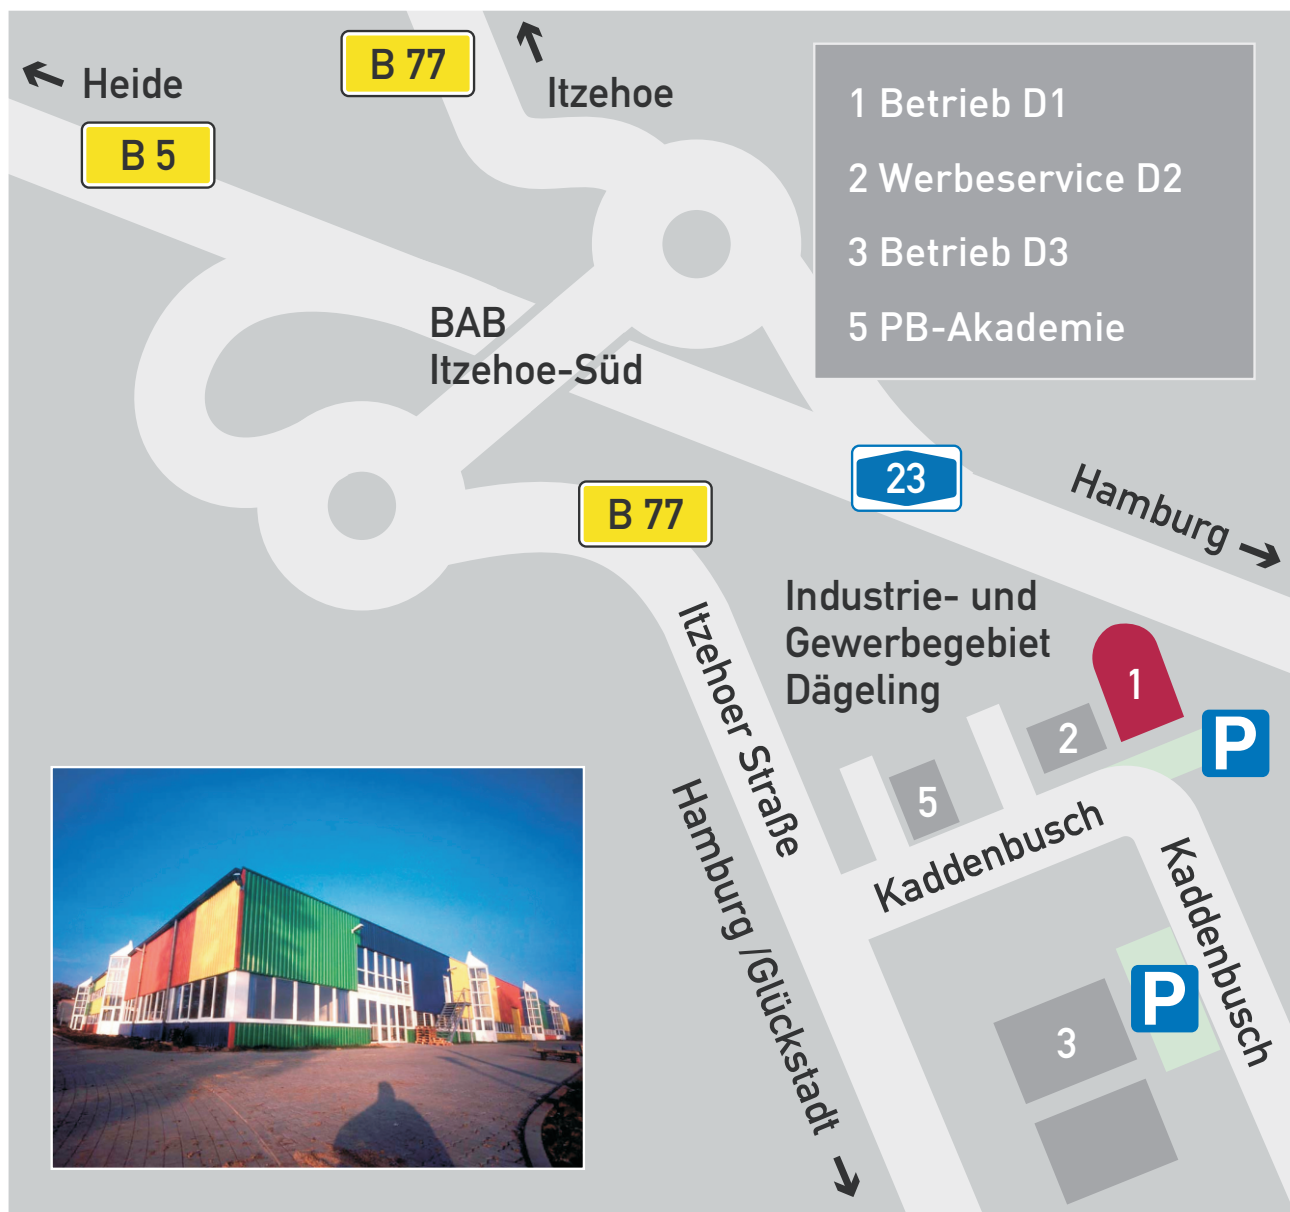 Heide
B 77
Itzehoe
B 5
1 Betrieb D1
2 Werbeservice D2
3 Betrieb D3
5 PB-Akademie
BAB
Itzehoe-Süd
23
B 77
Hamburg
Industrie- und
Gewerbegebiet
Dägeling
Itzehoer Straße
Hamburg /Glückstadt
1
2
P
5
Kaddenbusch
Kaddenbusch
P
3